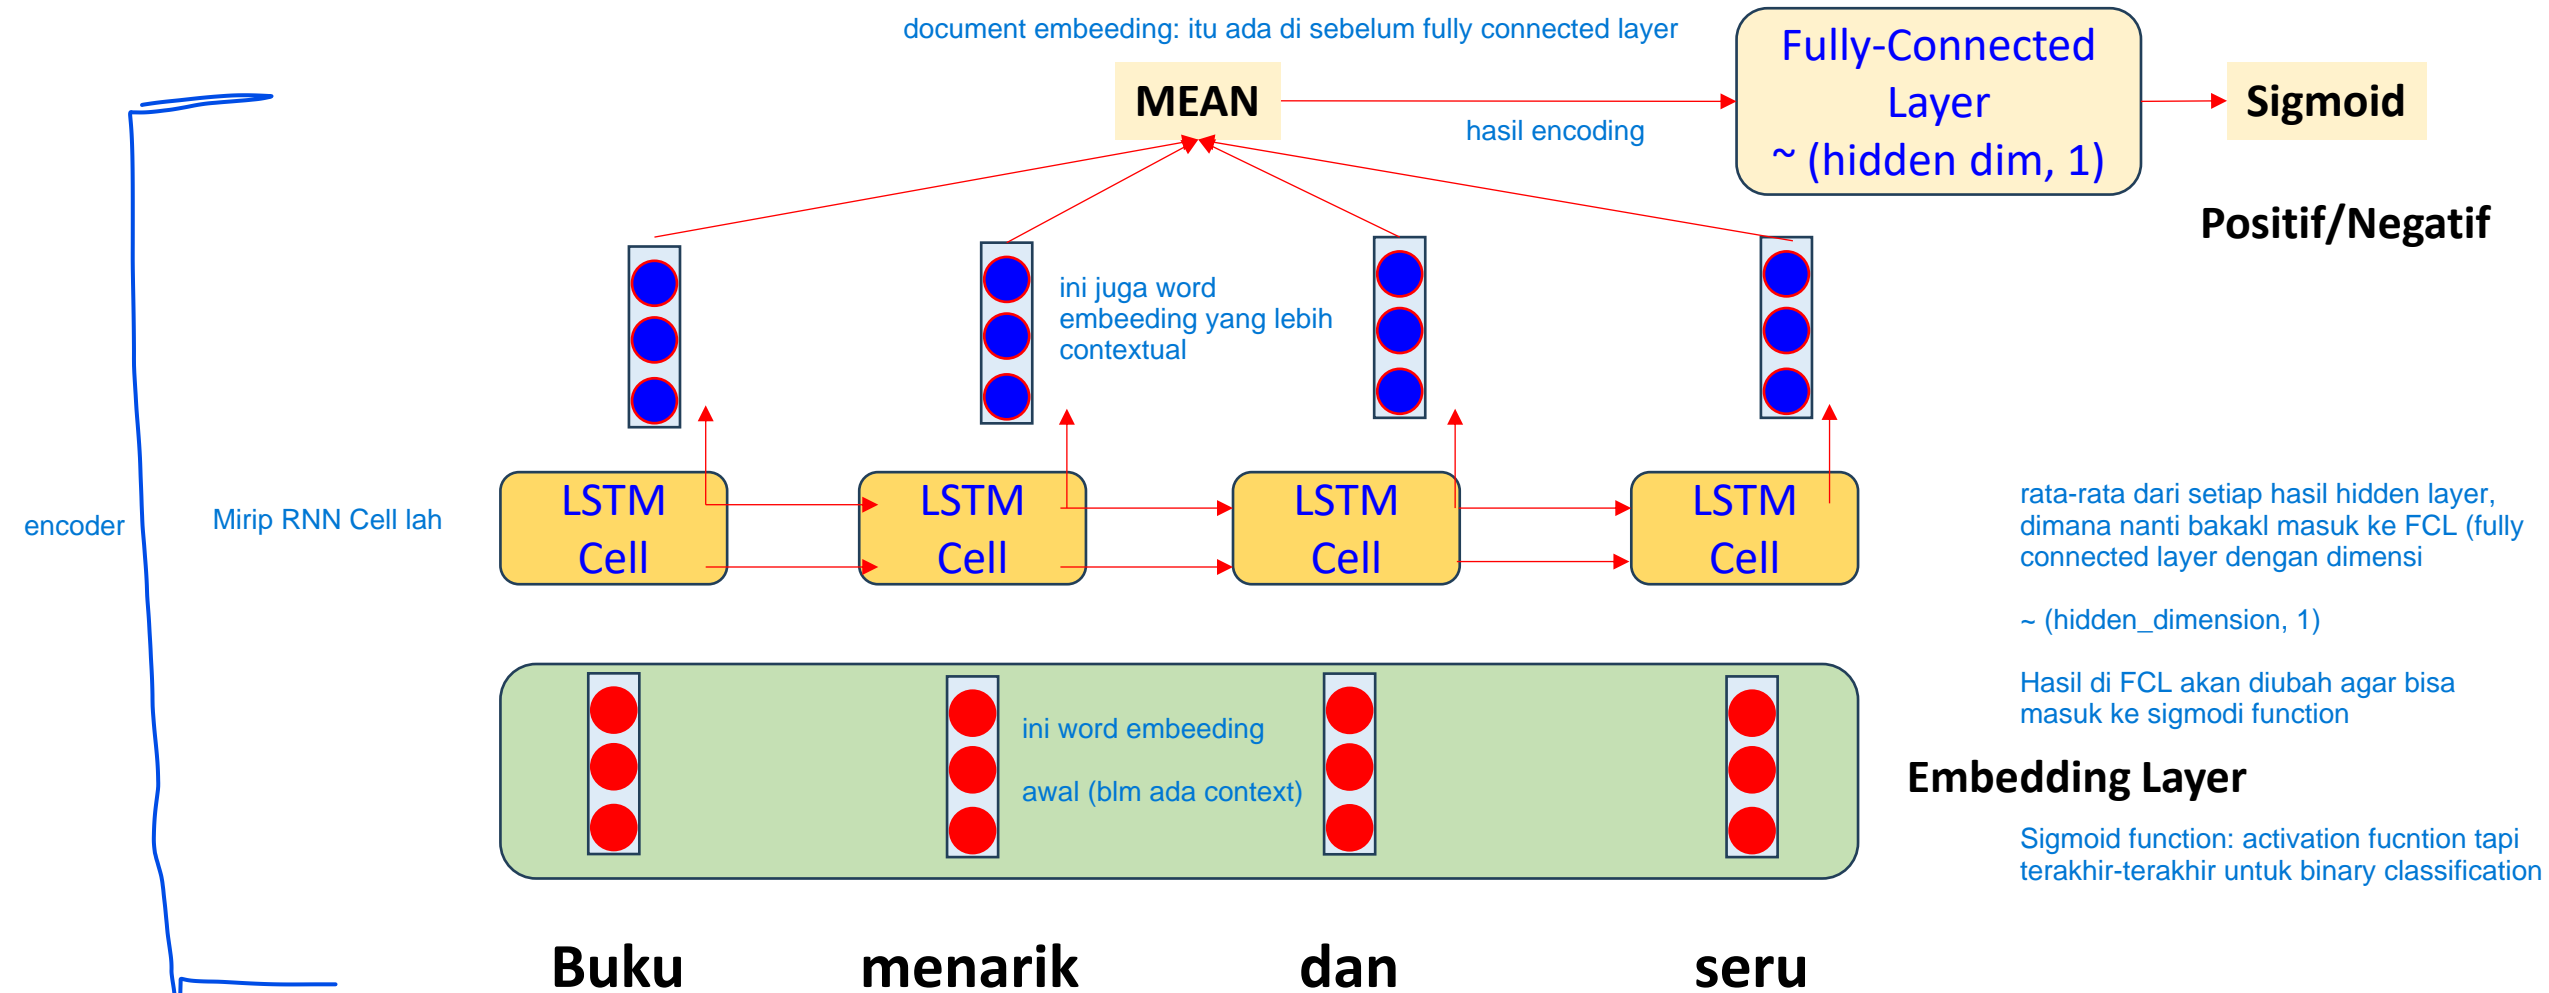 document embeeding: itu ada di sebelum fully connected layer
MEAN
hasil encoding
Fully-Connected
Layer
~ (hidden dim, 1)
Sigmoid
Positif/Negatif
ini juga word
embeeding yang lebih
contextual
encoder
Mirip RNN Cell lah
LSTM
Cell
LSTM
Cell
LSTM
Cell
LSTM
Cell
rata-rata dari setiap hasil hidden layer,
dimana nanti bakakl masuk ke FCL (fully
connected layer dengan dimensi
~ (hidden_dimension, 1)
Hasil di FCL akan diubah agar bisa
masuk ke sigmodi function
ini word embeeding
awal (blm ada context)
Embedding Layer
Sigmoid function: activation fucntion tapi
terakhir-terakhir untuk binary classification
Buku menarik dan seru